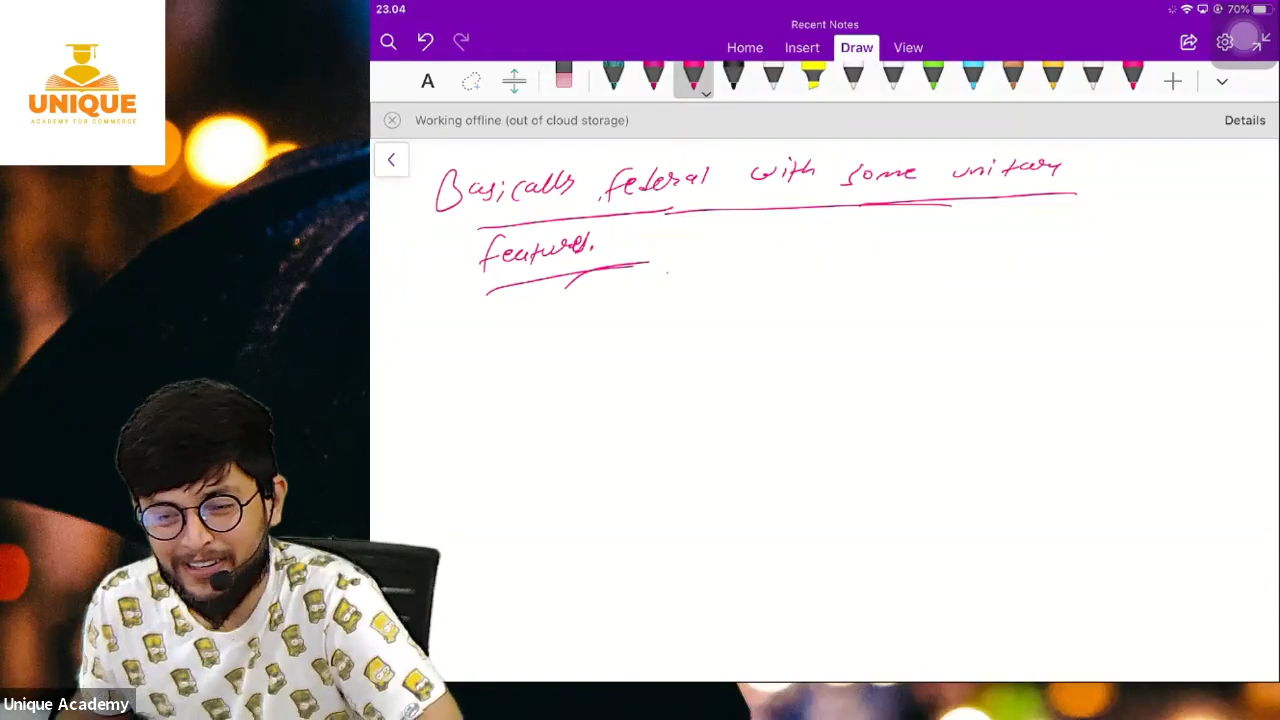 23.04
70%
Recent Notes
Home Insert Draw View
A
Working offline (out of cloud storage)
Details
UNIQUE
ACADEMY FOR COMMERCE
Basically federal with some unitary
features.
Unique Academy